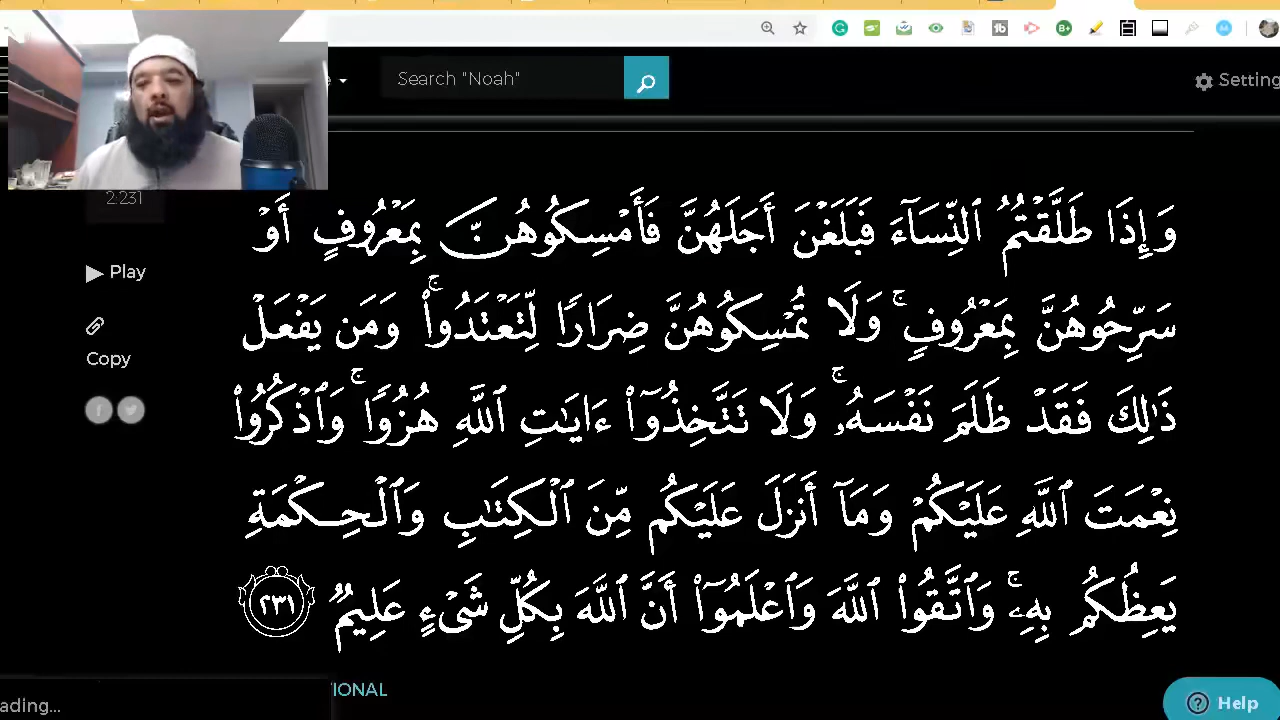 Search "Noah"
Setting
2:231
Play
Copy
وَإِذَا طَلَّقْتُمُ ٱلنِّسَآءَ فَبَلَغْنَ أَجَلَهُنَّ فَأَمْسِكُوهُنَّ بِمَعْرُوفٍ أَوْ
سَرِّحُوهُنَّ بِمَعْرُوفٍ ۚ وَلَا تُمْسِكُوهُنَّ ضِرَارًا لِّتَعْتَدُوا۟ ۚ وَمَن يَفْعَلْ
ذَٰلِكَ فَقَدْ ظَلَمَ نَفْسَهُۥ ۚ وَلَا تَتَّخِذُوٓا۟ ءَايَـٰتِ ٱللَّهِ هُزُوًا ۚ وَٱذْكُرُوا۟
نِعْمَتَ ٱللَّهِ عَلَيْكُمْ وَمَآ أَنزَلَ عَلَيْكُم مِّنَ ٱلْكِتَـٰبِ وَٱلْحِكْمَةِ
يَعِظُكُم بِهِۦ ۚ وَٱتَّقُوا۟ ٱللَّهَ وَٱعْلَمُوٓا۟ أَنَّ ٱللَّهَ بِكُلِّ شَىْءٍ عَلِيمٌ ٢٣١
IONAL
ading...
Help